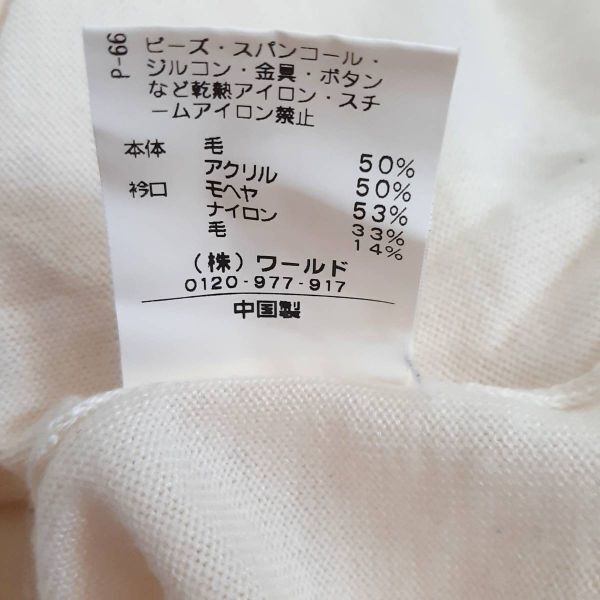 P-66
ビーズ・スパンコール・
ジルコン・金具・ボタン
など乾熱アイロン・スチ
ームアイロン禁止
本体 毛 50%
アクリル 50%
衿口 モヘヤ 53%
ナイロン 33%
毛 14%
(株)ワールド
0120-977-917
中国製